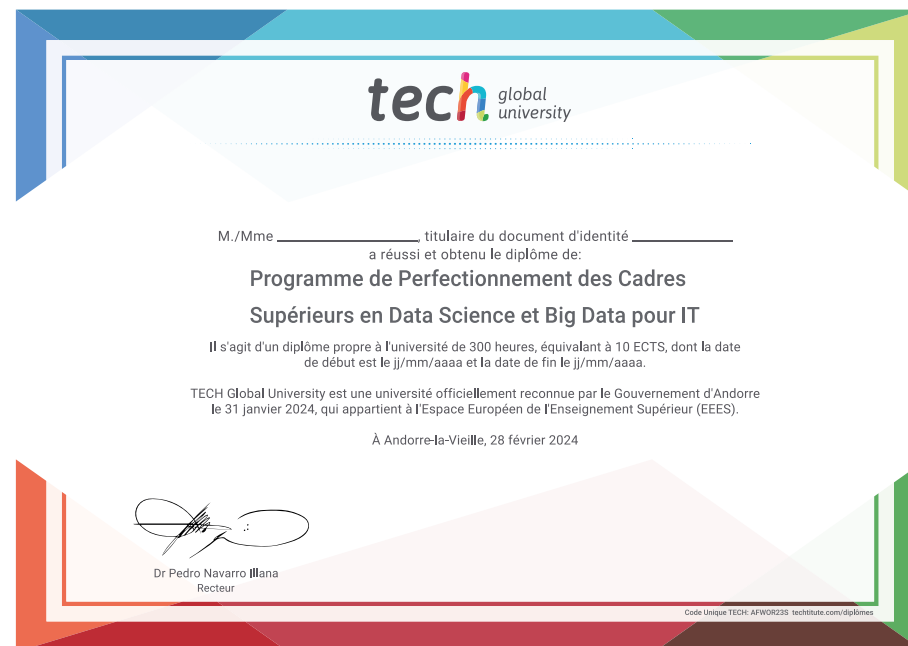 tech global university
M./Mme ____________________, titulaire du document d'identité ______________
a réussi et obtenu le diplôme de:
Programme de Perfectionnement des Cadres
Supérieurs en Data Science et Big Data pour IT
Il s'agit d'un diplôme propre à l'université de 300 heures, équivalant à 10 ECTS, dont la date
de début est le jj/mm/aaaa et la date de fin le jj/mm/aaaa.
TECH Global University est une université officiellement reconnue par le Gouvernement d'Andorre
le 31 janvier 2024, qui appartient à l'Espace Européen de l'Enseignement Supérieur (EEES).
À Andorre-la-Vieille, 28 février 2024
Dr Pedro Navarro Illana
Recteur
Code Unique TECH: AFWOR23S techtitute.com/diplômes